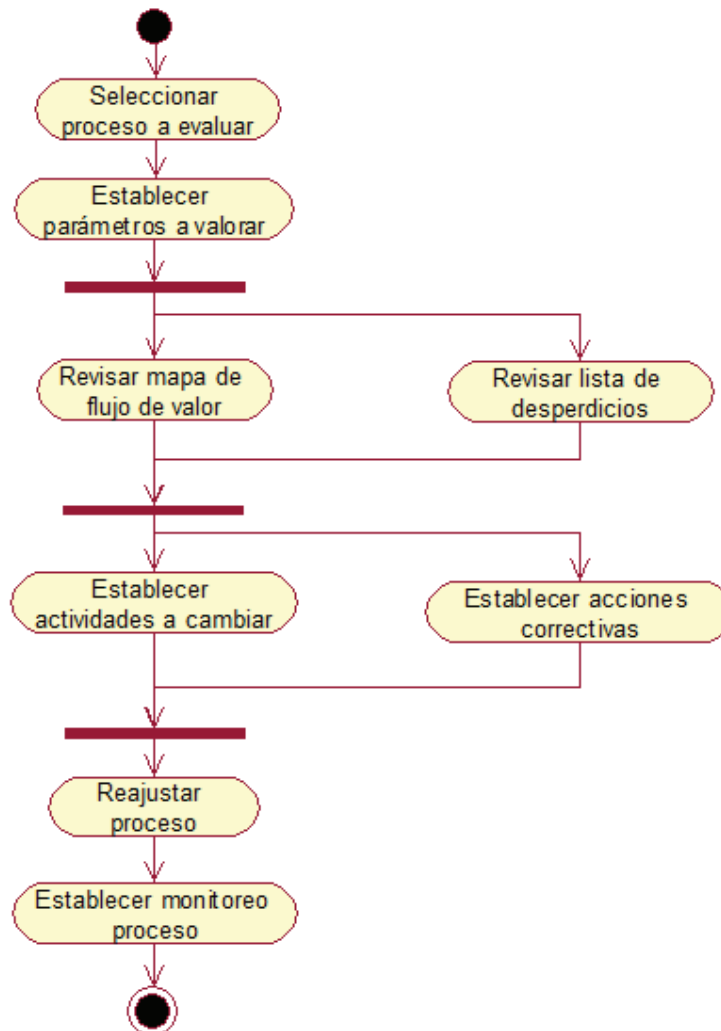 Seleccionar
proceso a evaluar
Establecer
parámetros a valorar
Revisar mapa de
flujo de valor
Revisar lista de
desperdicios
Establecer
actividades a cambiar
Establecer acciones
correctivas
Reajustar
proceso
Establecer monitoreo
proceso